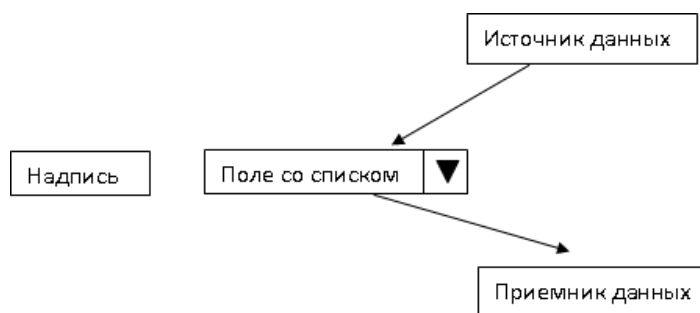 Источник данных
Надпись
Поле со списком
Приемник данных